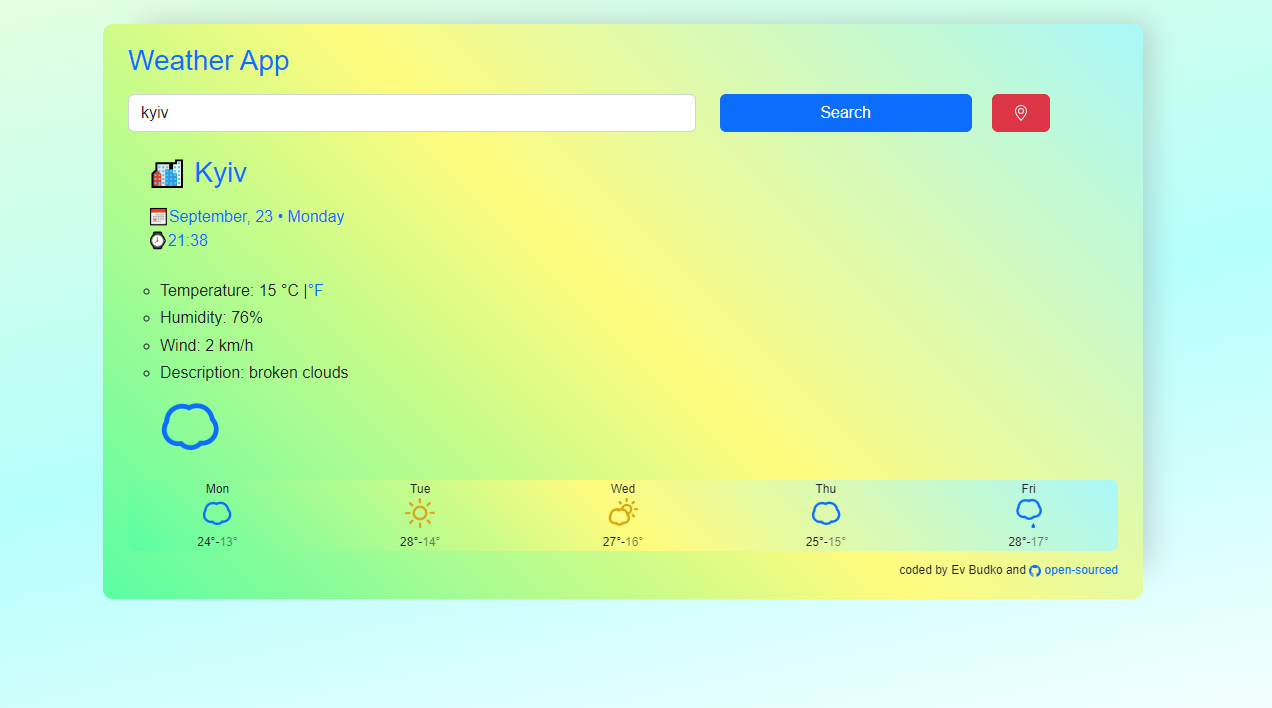 Weather App
kyiv Search
Kyiv
September, 23 • Monday
21:38
Temperature: 15 °C |°F
Humidity: 76%
Wind: 2 km/h
Description: broken clouds
Mon Tue Wed Thu Fri
24°-13° 28°-14° 27°-16° 25°-15° 28°-17°
coded by Ev Budko and open-sourced